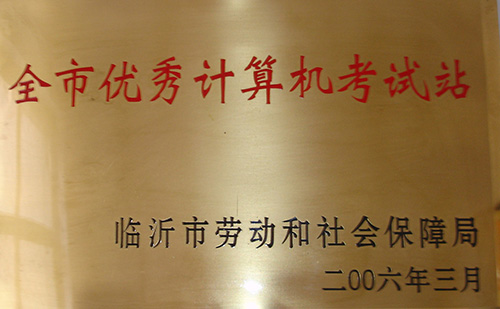 全市优秀计算机考试站
临沂市劳动和社会保障局
二00六年三月